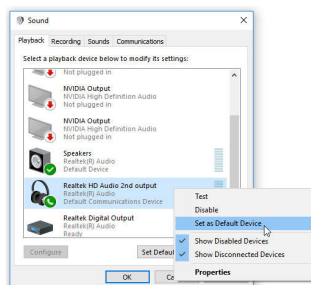 Sound
Playback Recording Sounds Communications
Select a playback device below to modify its settings:
Not plugged in
NVIDIA Output
NVIDIA High Definition Audio
Not plugged in
NVIDIA Output
NVIDIA High Definition Audio
Not plugged in
Speakers
Realtek(R) Audio
Default Device
Realtek HD Audio 2nd output
Realtek(R) Audio
Default Communications Device
Realtek Digital Output
Realtek(R) Audio
Ready
Test
Disable
Set as Default Device
Show Disabled Devices
Show Disconnected Devices
Properties
Configure Set Defaul
OK Ca